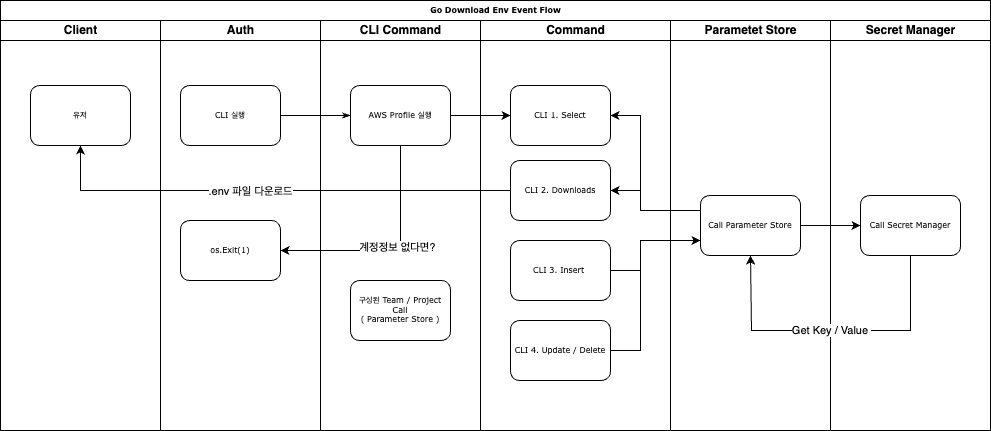 Go Download Env Event Flow
Client
Auth
CLI Command
Command
Parametet Store
Secret Manager
유저
CLI 실행
AWS Profile 실행
CLI 1. Select
.env 파일 다운로드
CLI 2. Downloads
Call Parameter Store
Call Secret Manager
os.Exit(1)
계정정보 없다면?
CLI 3. Insert
구성된 Team / Project
Call
( Parameter Store )
Get Key / Value
CLI 4. Update / Delete